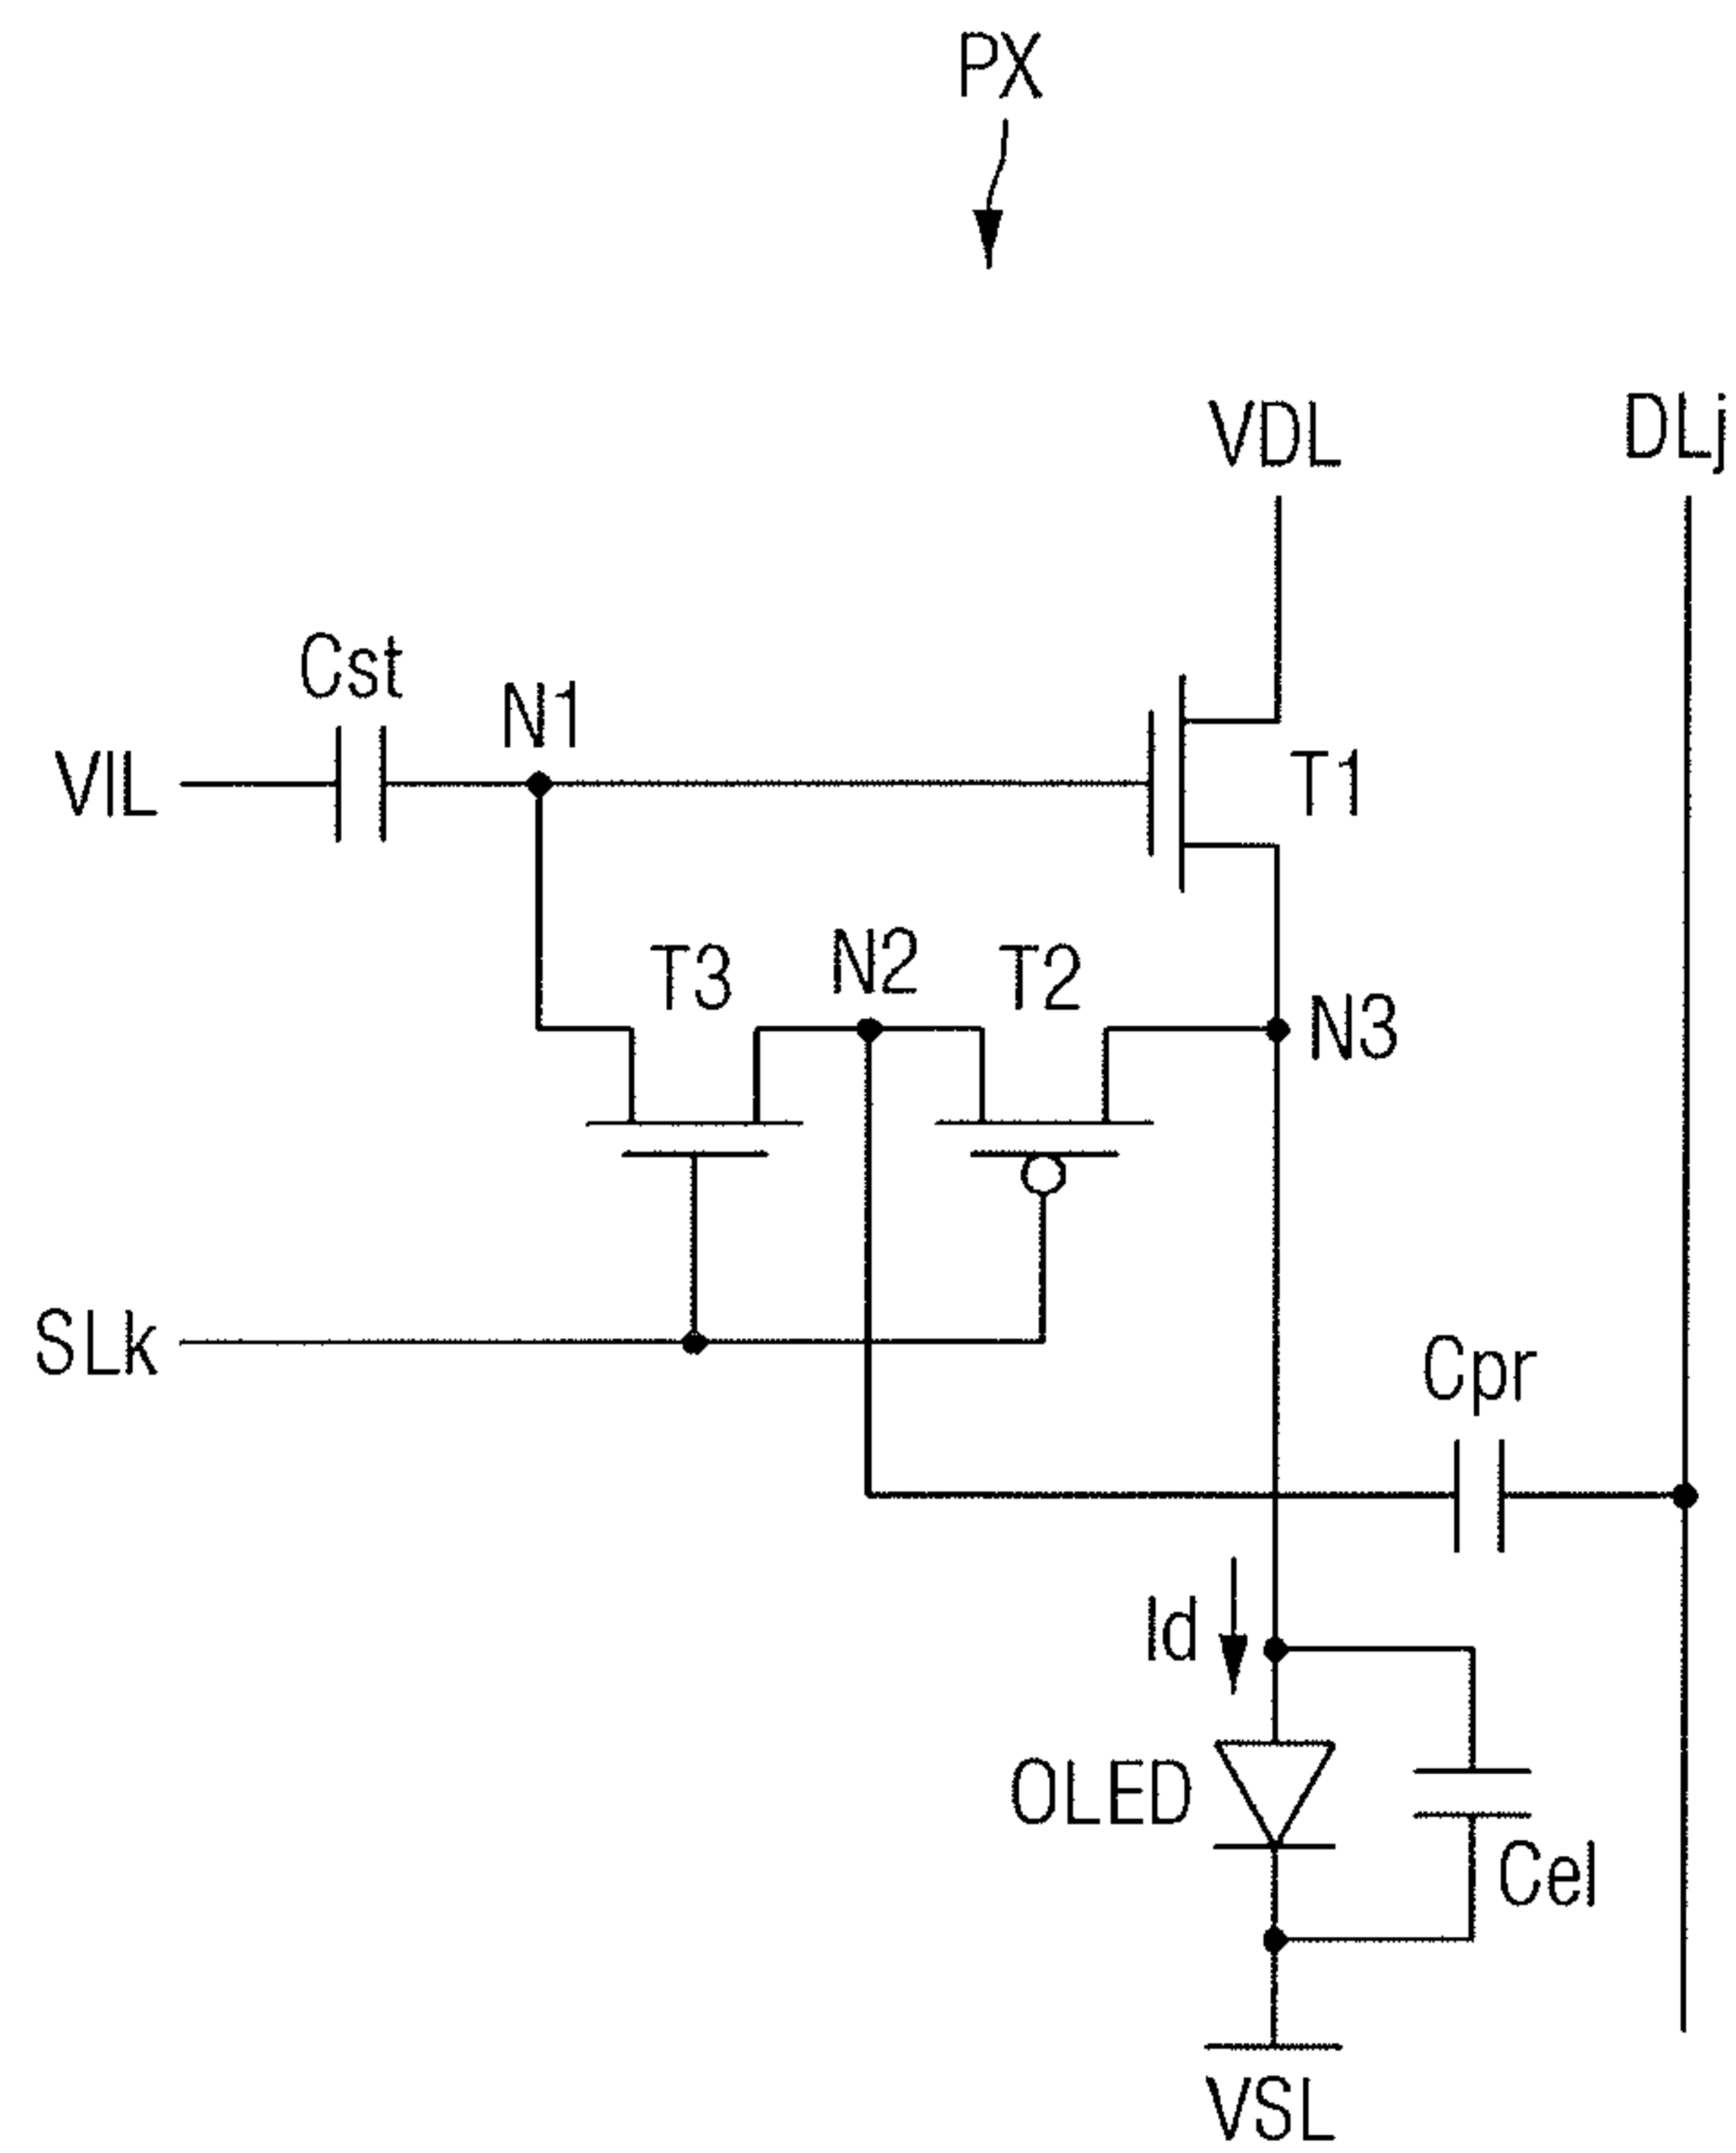 PX
VDL
DLj
Cst
N1
VIL
T1
T3
N2
T2
N3
SLk
Cpr
Id
OLED
Cel
VSL